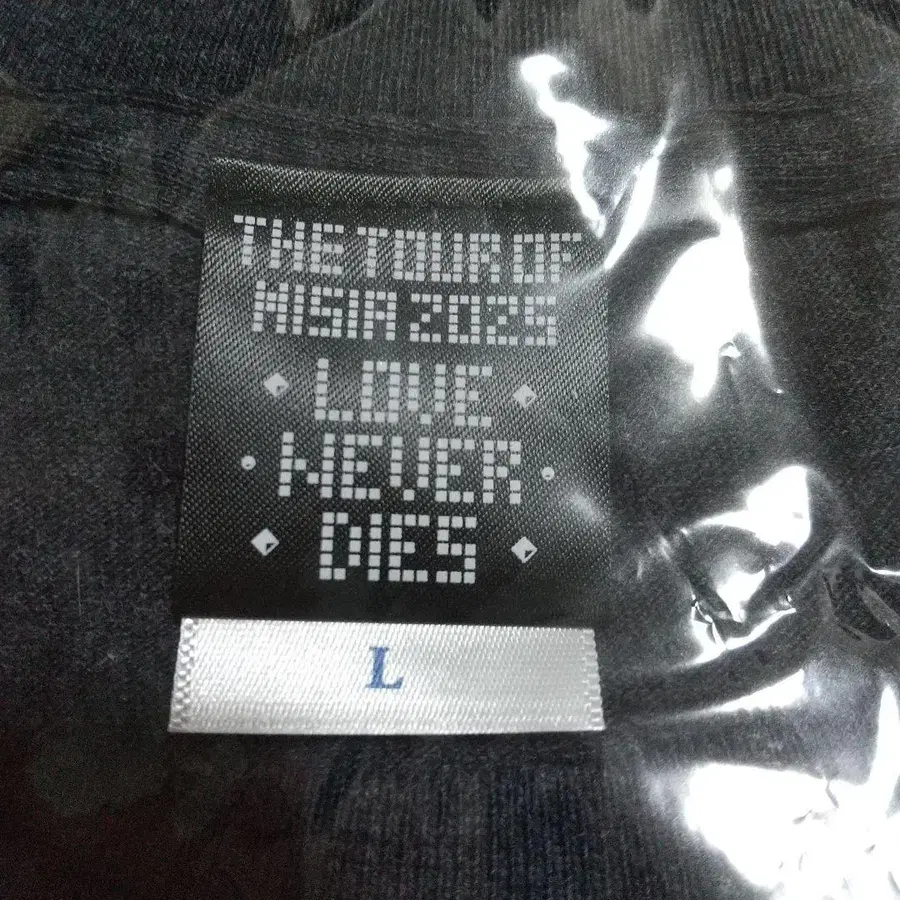 THE TOUR OF
MISIA 2025
LOVE
NEVER
DIES
L